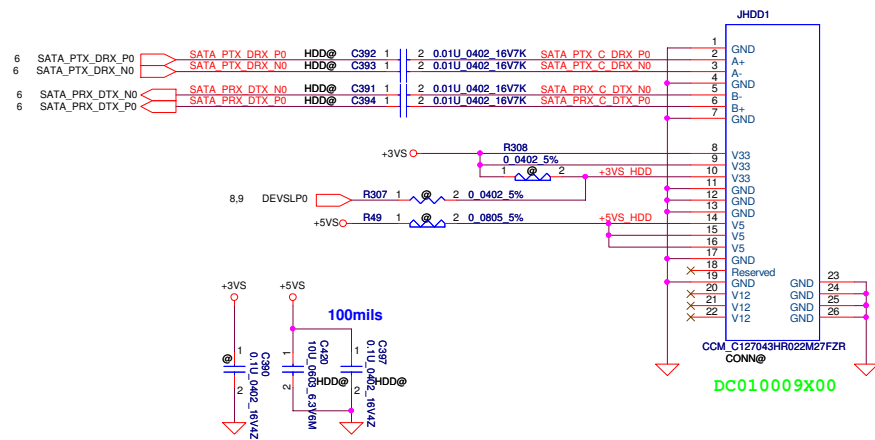 JHDD1
6 SATA_PTX_DRX_P0 SATA_PTX_DRX_P0 HDD@ C392 1 2 0.01U_0402_16V7K SATA_PTX_C_DRX_P0
6 SATA_PTX_DRX_N0 SATA_PTX_DRX_N0 HDD@ C393 1 2 0.01U_0402_16V7K SATA_PTX_C_DRX_N0
6 SATA_PRX_DTX_N0 SATA_PRX_DTX_N0 HDD@ C391 1 2 0.01U_0402_16V7K SATA_PRX_C_DTX_N0
6 SATA_PRX_DTX_P0 SATA_PRX_DTX_P0 HDD@ C394 1 2 0.01U_0402_16V7K SATA_PRX_C_DTX_P0
1 GND
2 A+
3 A-
4 GND
5 B-
6 B+
7 GND
R308
+3VS
0_0402_5%
1 @ 2 +3VS_HDD
8,9 DEVSLP0 R307 1 @ 2 0_0402_5%
+5VS R49 1 @ 2 0_0805_5% +5VS_HDD
8 V33
9 V33
10 V33
11 GND
12 GND
13 GND
14 V5
15 V5
16 V5
17 GND
18 Reserved
19 GND
20 V12
21 V12
22 V12
GND 23
GND 24
GND 25
GND 26
CCM_C127043HR022M27FZR
CONN@
DC010009X00
+3VS
+5VS
100mils
@
1
2
C390
0.1U_0402_16V4Z
1
2
C420
10U_0603_6.3V6M
HDD@
1
2
C397
0.1U_0402_16V4Z
HDD@